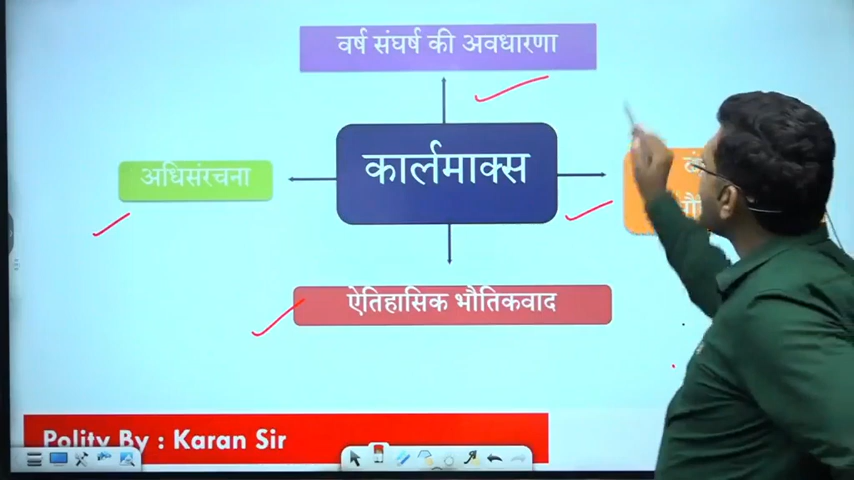 वर्ष संघर्ष की अवधारणा
कार्लमाक्स
अधिसंरचना
ऐतिहासिक भौतिकवाद
Polity By : Karan Sir